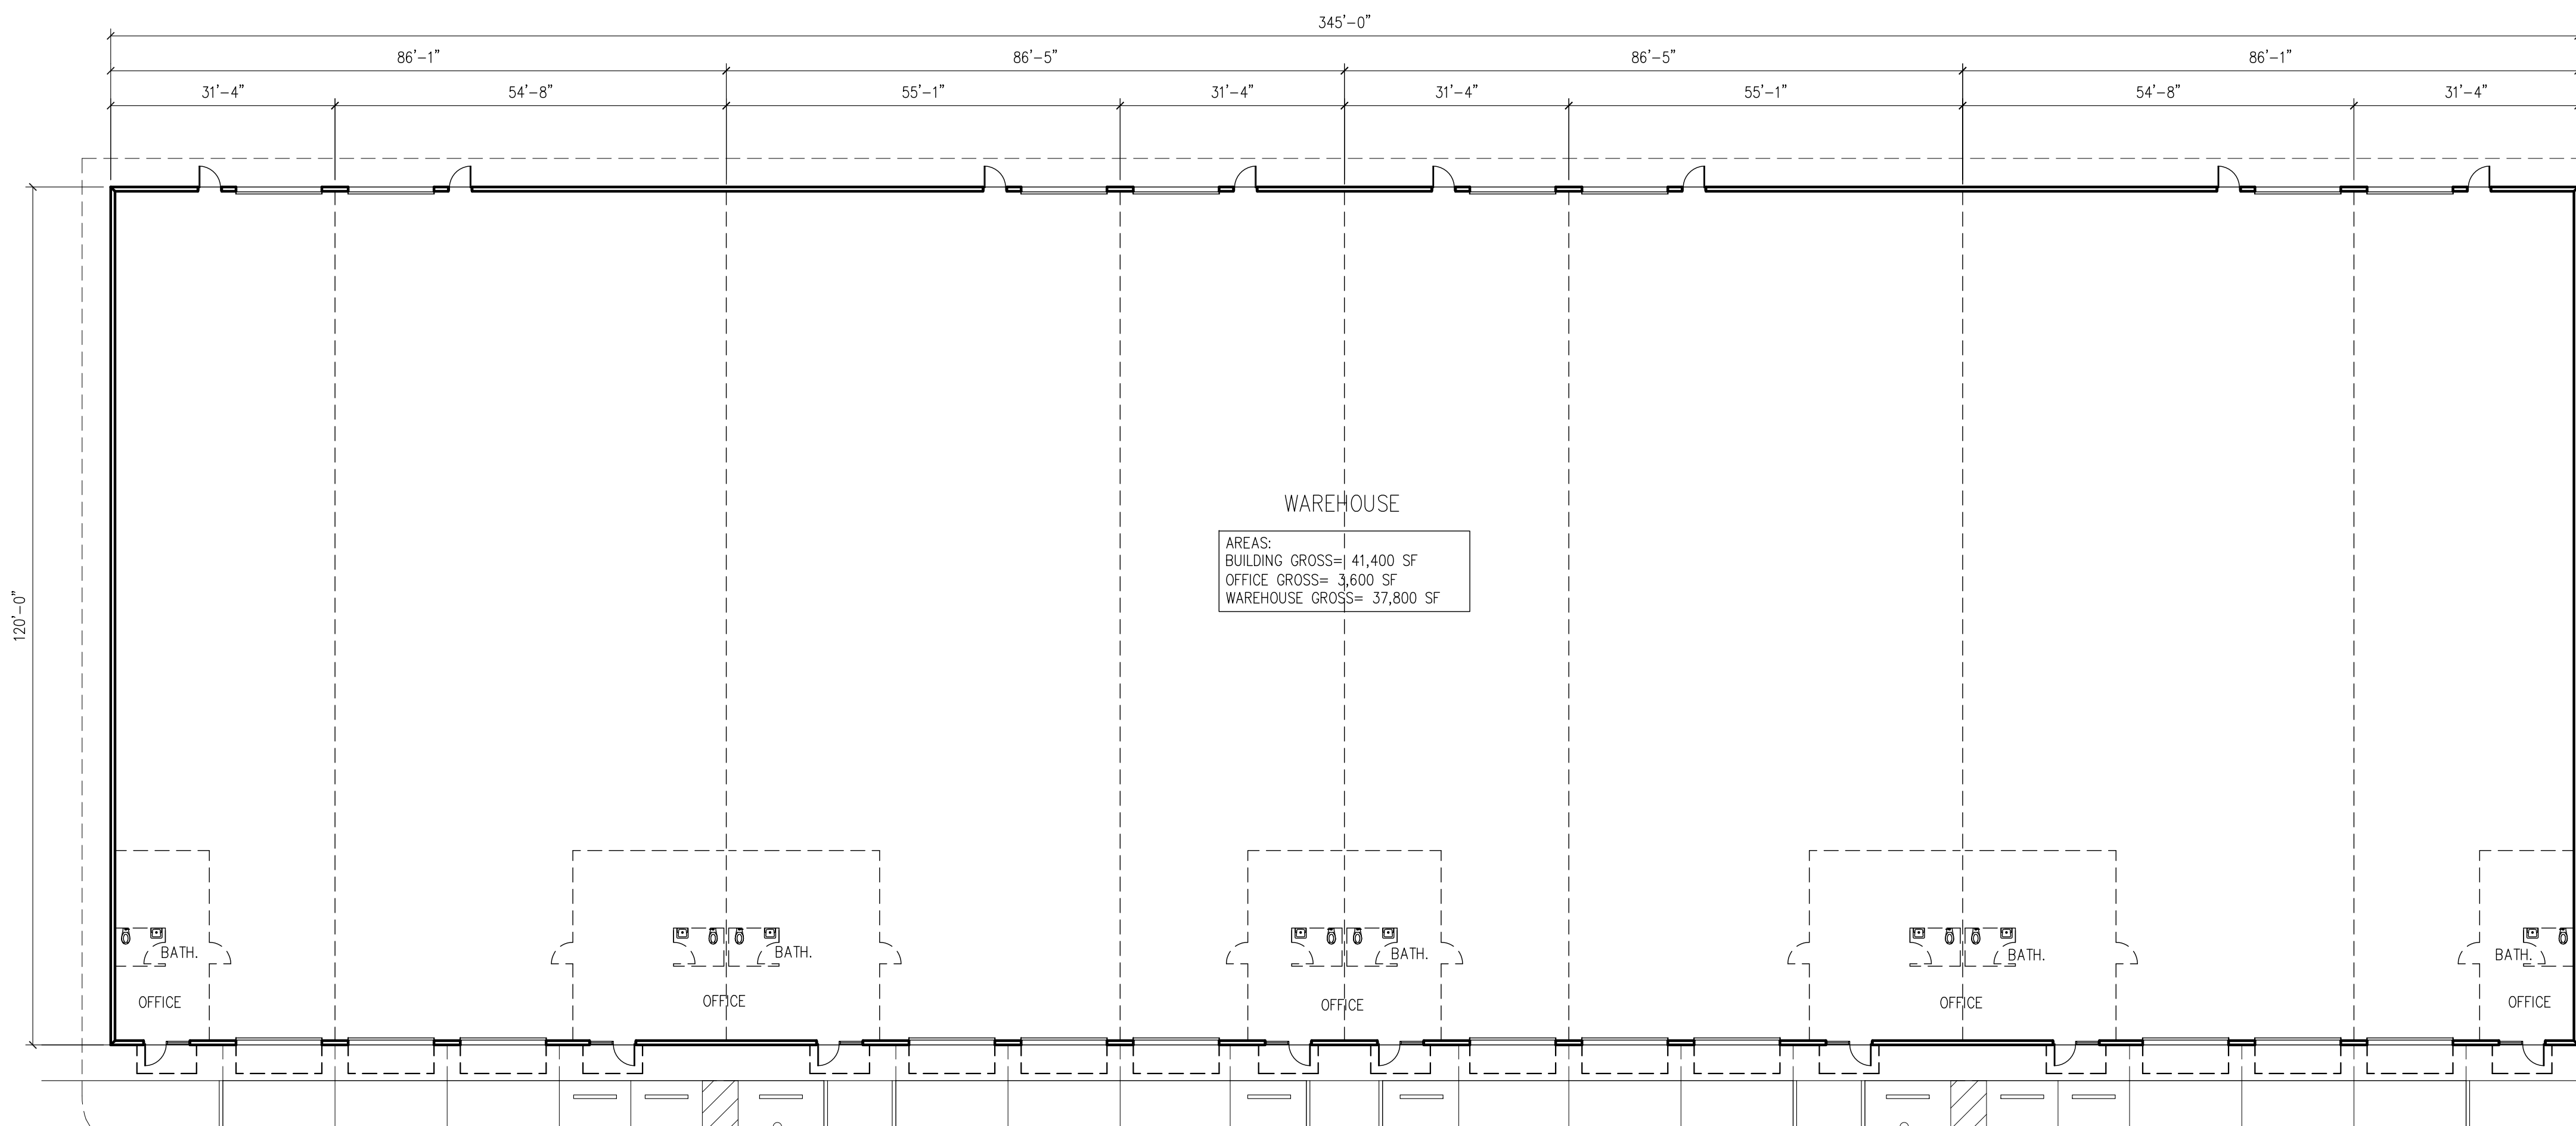 345'-0"
86'-1"
86'-5"
86'-5"
86'-1"
31'-4"
54'-8"
55'-1"
31'-4"
31'-4"
55'-1"
54'-8"
31'-4"
120'-0"
WAREHOUSE
AREAS:
BUILDING GROSS= 41,400 SF
OFFICE GROSS= 3,600 SF
WAREHOUSE GROSS= 37,800 SF
BATH.
BATH.
BATH.
BATH.
BATH.
OFFICE
OFFICE
OFFICE
OFFICE
OFFICE